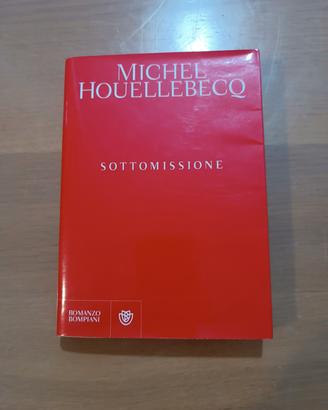 MICHEL
HOUELLEBECQ
SOTTOMISSIONE
ROMANZO
BOMPIANI